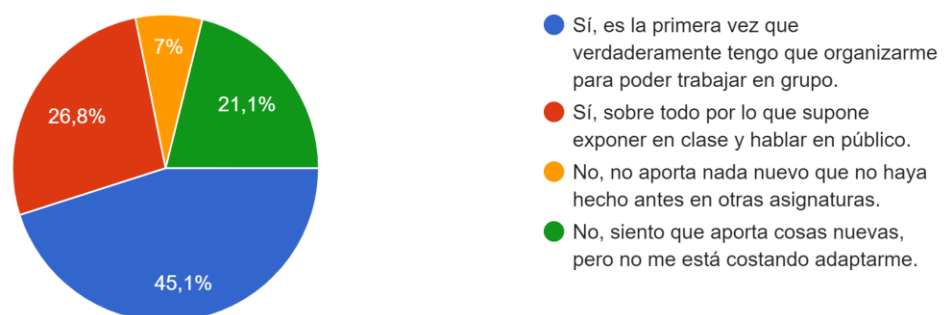 7%
26,8%
21,1%
45,1%
Sí, es la primera vez que
verdaderamente tengo que organizarme
para poder trabajar en grupo.
Sí, sobre todo por lo que supone
exponer en clase y hablar en público.
No, no aporta nada nuevo que no haya
hecho antes en otras asignaturas.
No, siento que aporta cosas nuevas,
pero no me está costando adaptarme.